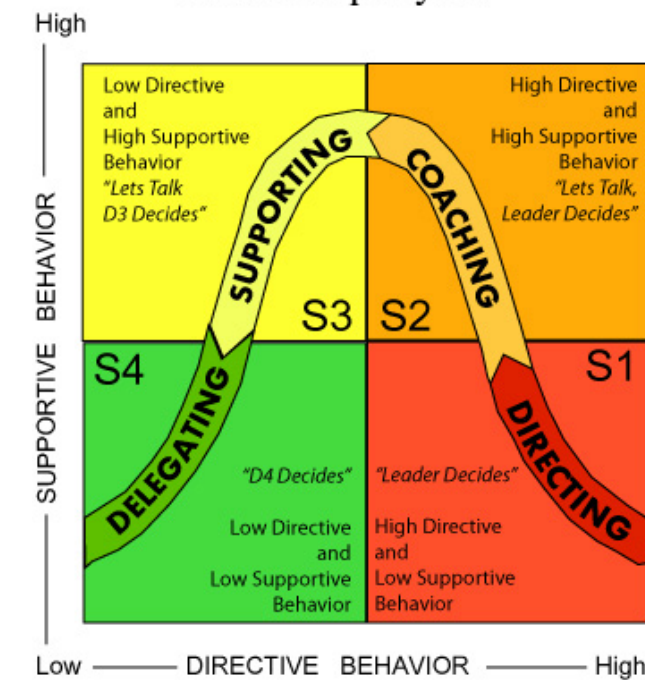 High
Low Directive
and
High Supportive
Behavior
“Lets Talk
D3 Decides”
High Directive
and
High Supportive
Behavior
“Lets Talk,
Leader Decides”
SUPPORTING
COACHING
S3
S2
S4
S1
DELEGATING
DIRECTING
“D4 Decides”
Low Directive
and
Low Supportive
Behavior
“Leader Decides”
High Directive
and
Low Supportive
Behavior
SUPPORTIVE BEHAVIOR
Low
DIRECTIVE BEHAVIOR
High